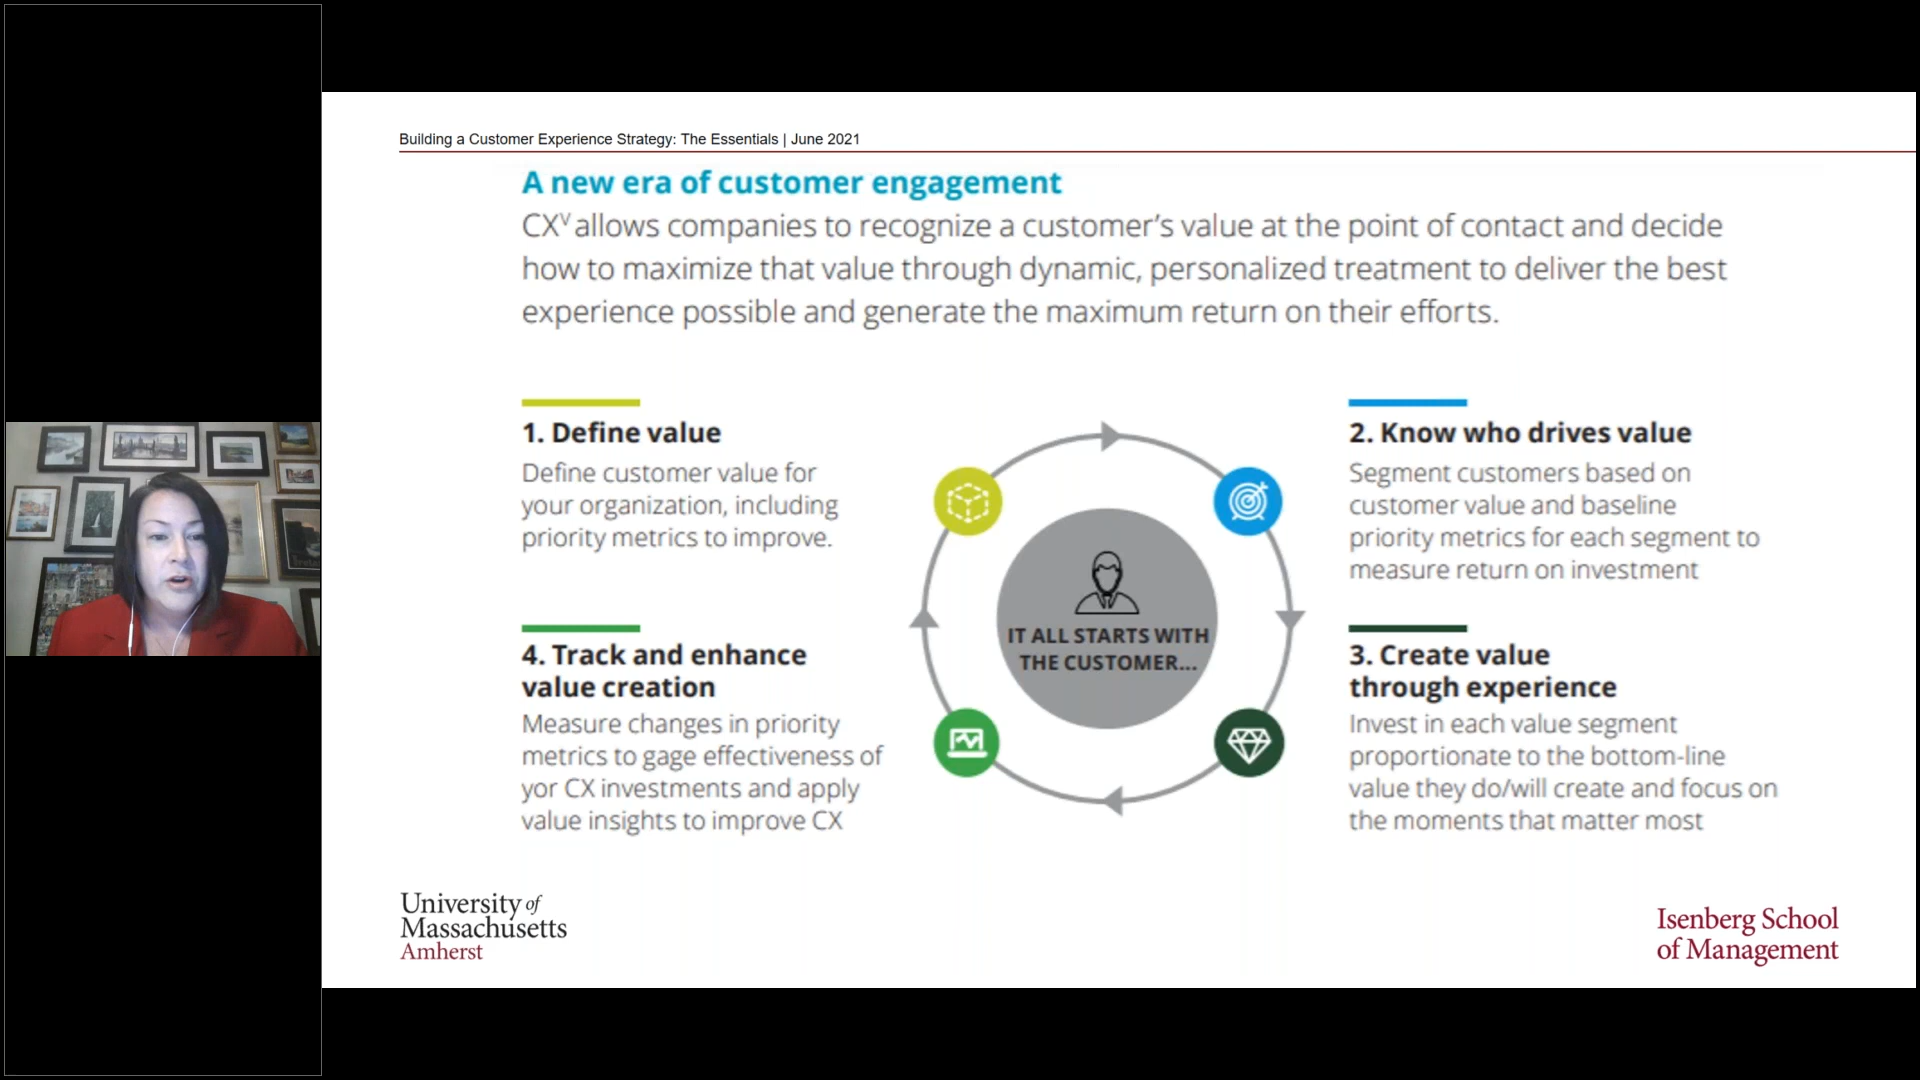 Building a Customer Experience Strategy: The Essentials | June 2021
A new era of customer engagement
CXV allows companies to recognize a customer's value at the point of contact and decide
how to maximize that value through dynamic, personalized treatment to deliver the best
experience possible and generate the maximum return on their efforts.
1. Define value
Define customer value for
your organization, including
priority metrics to improve.
2. Know who drives value
Segment customers based on
customer value and baseline
priority metrics for each segment to
measure return on investment
IT ALL STARTS WITH
THE CUSTOMER...
3. Create value
through experience
Invest in each value segment
proportionate to the bottom-line
value they do/will create and focus on
the moments that matter most
4. Track and enhance
value creation
Measure changes in priority
metrics to gage effectiveness of
yor CX investments and apply
value insights to improve CX
University of
Massachusetts
Amherst
Isenberg School
of Management